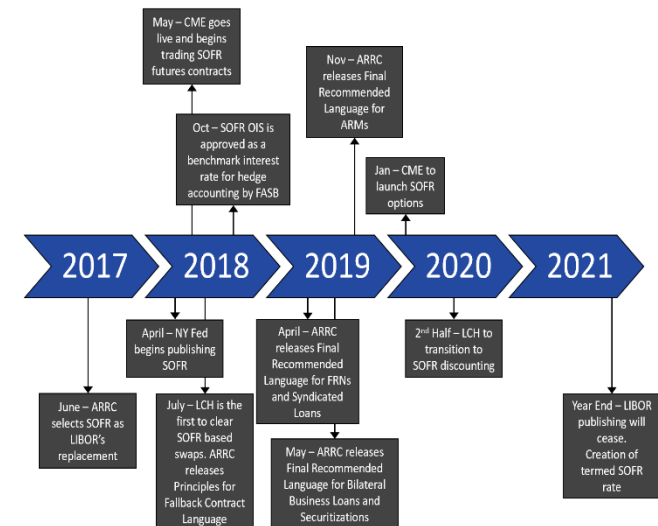 May – CME goes
live and begins
trading SOFR
futures contracts
Nov – ARRC
releases Final
Recommended
Language for
ARMs
Oct – SOFR OIS is
approved as a
benchmark interest
rate for hedge
accounting by FASB
Jan – CME to
launch SOFR
options
2017
2018
2019
2020
2021
April – NY Fed
begins publishing
SOFR
April – ARRC
releases Final
Recommended
Language for FRNs
and Syndicated
Loans
2nd Half – LCH to
transition to
SOFR discounting
June – ARRC
selects SOFR as
LIBOR's
replacement
July – LCH is the
first to clear
SOFR based
swaps. ARRC
releases
Principles for
Fallback Contract
Language
May – ARRC releases
Final Recommended
Language for Bilateral
Business Loans and
Securitizations
Year End – LIBOR
publishing will
cease.
Creation of
termed SOFR
rate